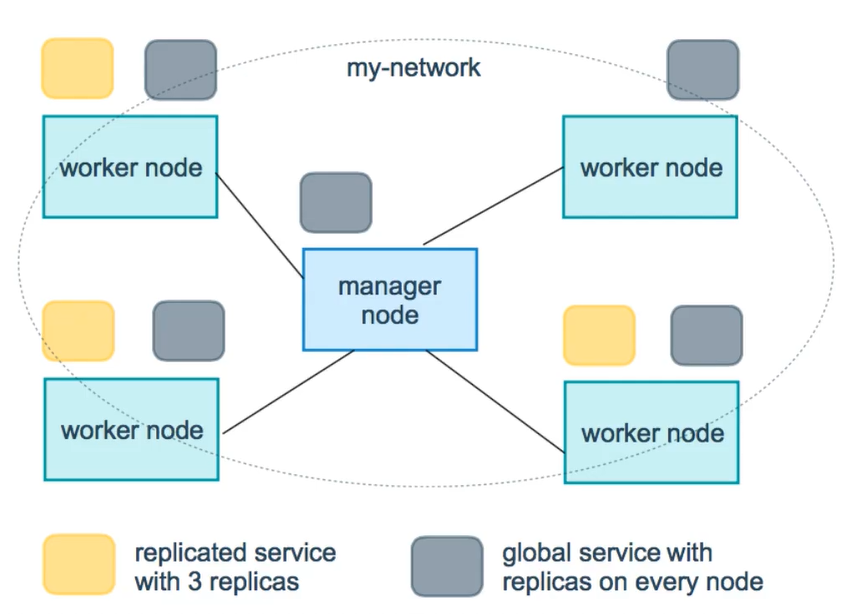 my-network
worker node
worker node
manager
node
worker node
worker node
replicated service
with 3 replicas
global service with
replicas on every node